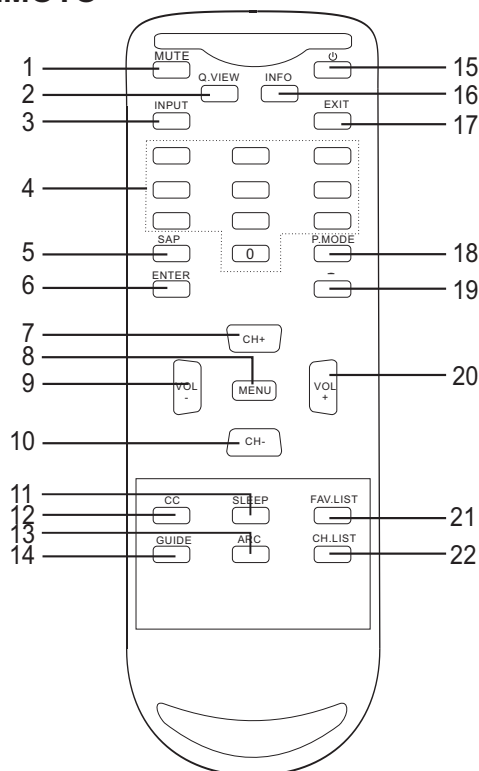 MUTE
1
15
Q.VIEW INFO
2
16
INPUT EXIT
3
17
4
SAP P.MODE
5 0 18
ENTER
6
19
7
CH+
8
9 VOL - MENU VOL + 20
10
CH-
11
CC SLEEP FAV.LIST
12
21
13
GUIDE ARC CH.LIST
14
22